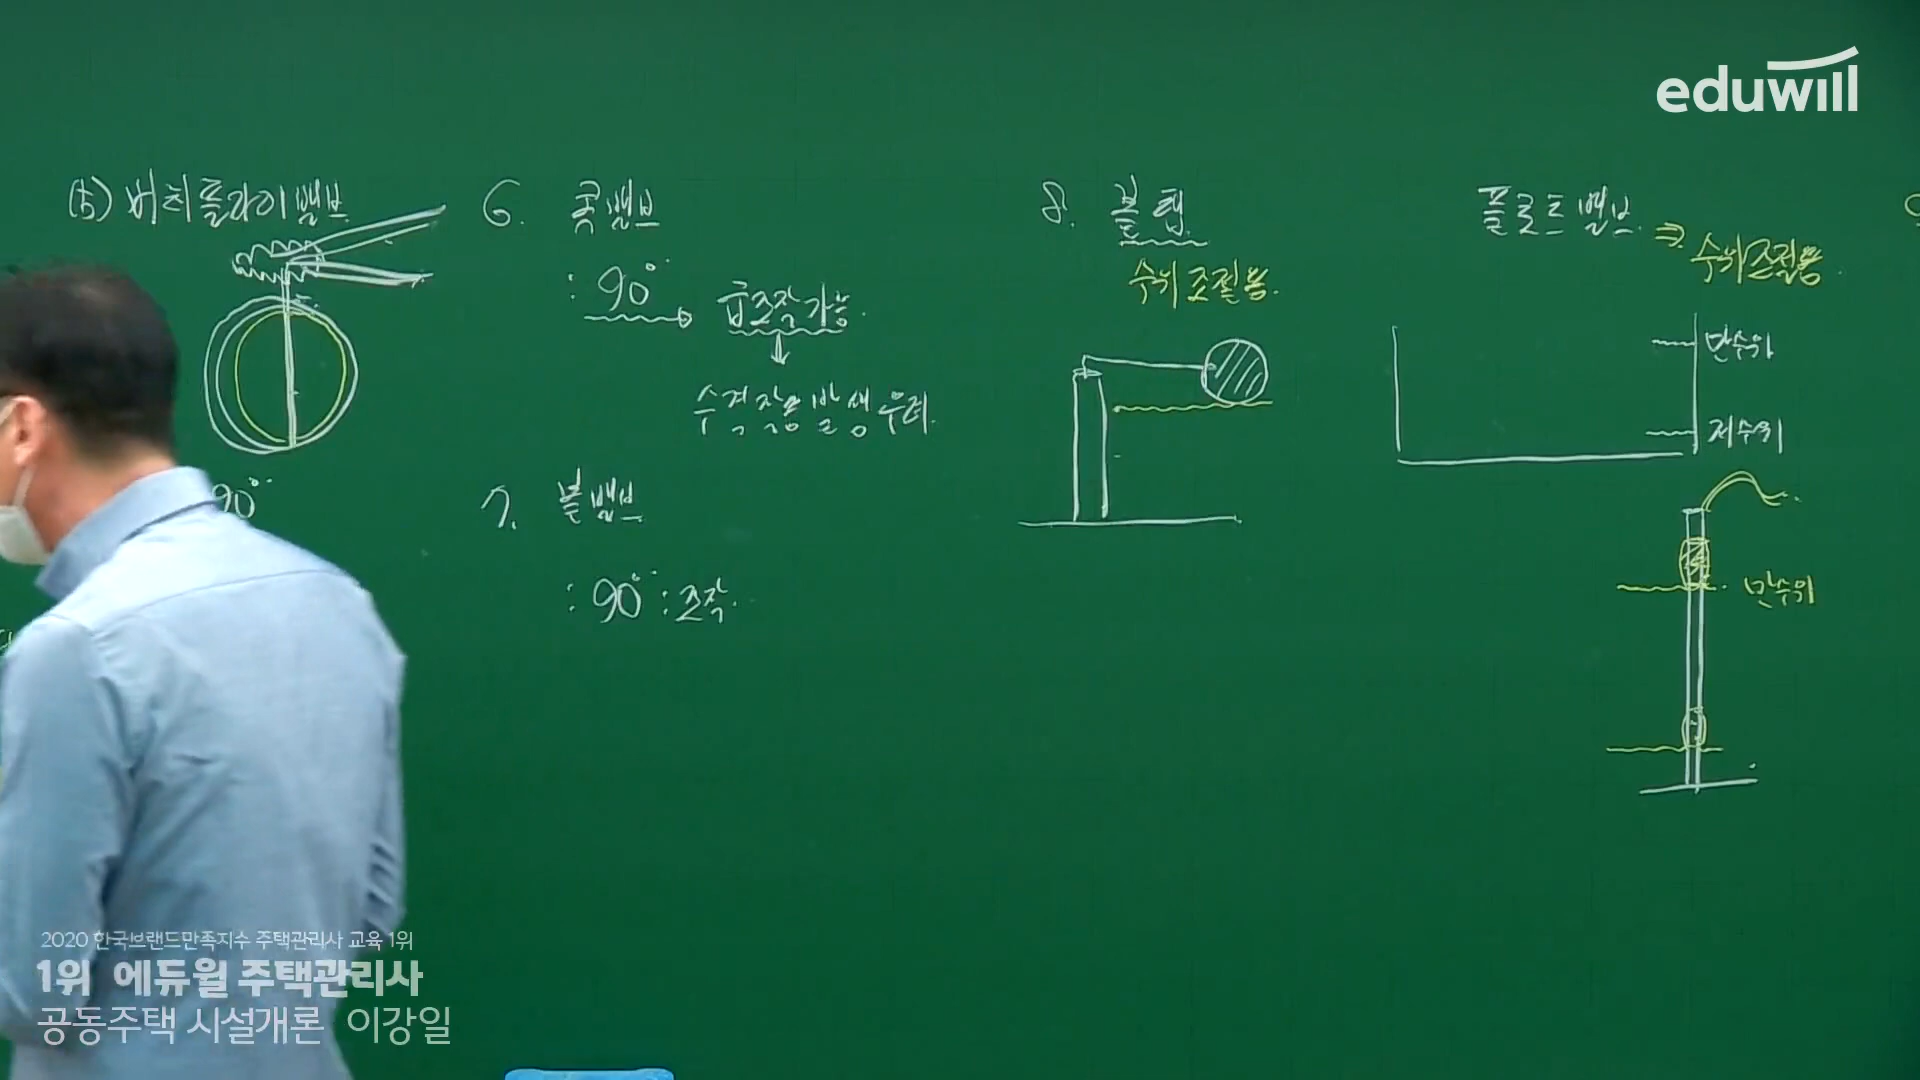 eduwill
(5) 버터플라이밸브
90°
6. 콕밸브
: 90°
급조작 가능.
수격작용 발생 우려.
7. 볼밸브
: 90° : 조작.
8. 볼탭
수위조절용.
플로트밸브 ⇒ 수위조절용.
만수위
저수위
만수위
2020 한국브랜드만족지수 주택관리사 교육 1위
1위 에듀윌 주택관리사
공동주택 시설개론 이강일